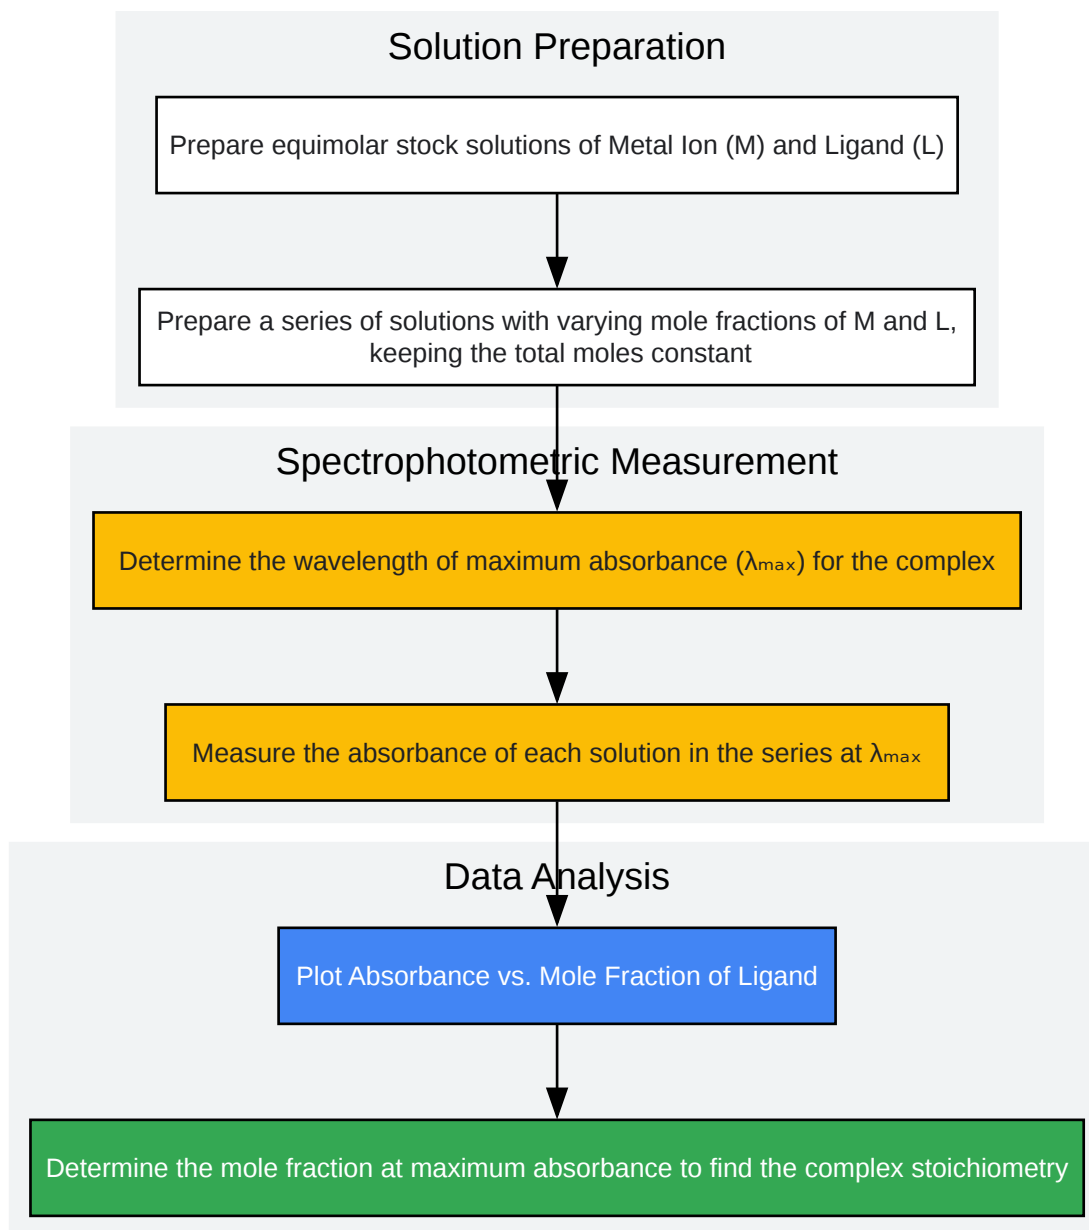 Solution Preparation
Prepare equimolar stock solutions of Metal Ion (M) and Ligand (L)
Prepare a series of solutions with varying mole fractions of M and L,
keeping the total moles constant
Spectrophotometric Measurement
Determine the wavelength of maximum absorbance (λₘₐₓ) for the complex
Measure the absorbance of each solution in the series at λₘₐₓ
Data Analysis
Plot Absorbance vs. Mole Fraction of Ligand
Determine the mole fraction at maximum absorbance to find the complex stoichiometry